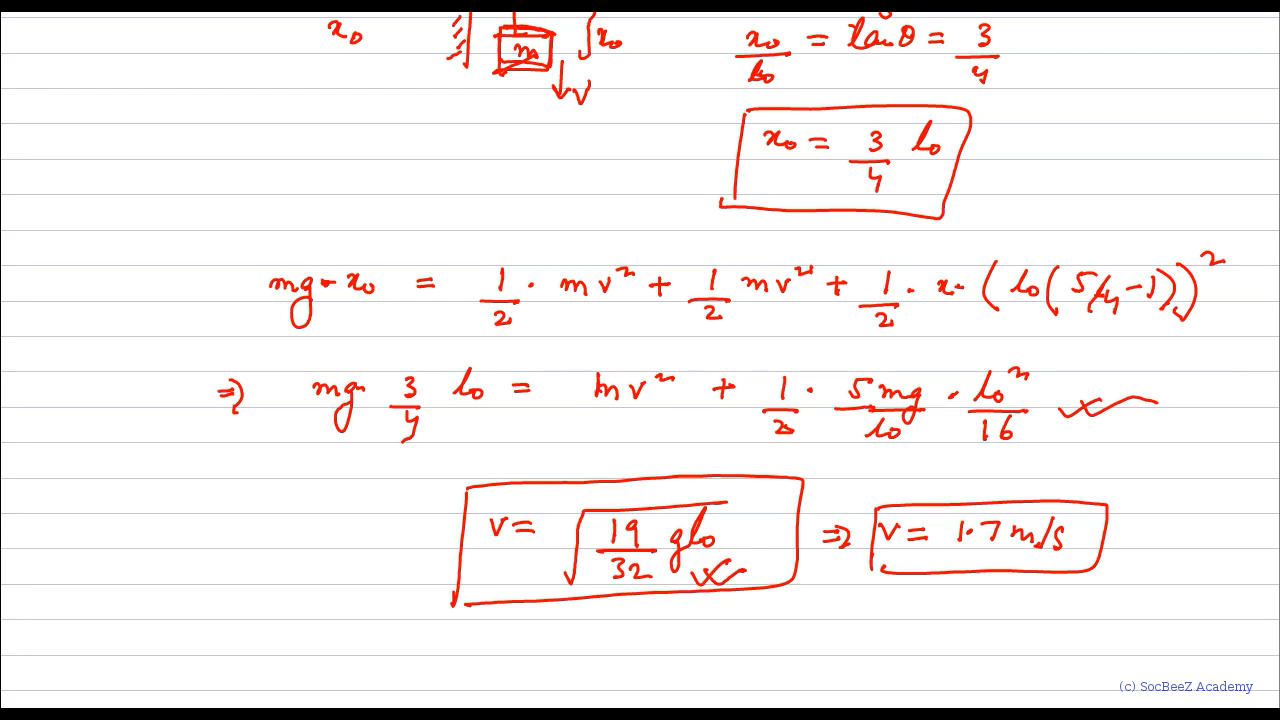 x₀ m x₀ x₀/l₀ = tanθ = 3/4
V
x₀ = 3/4 l₀
mg · x₀ = 1/2 · mv² + 1/2 mv² + 1/2 · x · (l₀(5/4 - 1))²
⇒ mg · 3/4 l₀ = mv² + 1/2 · 5mg/l₀ · l₀²/16
v = √(19/32 gl₀) ⇒ v = 1.7 m/s
(c) SocBeeZ Academy